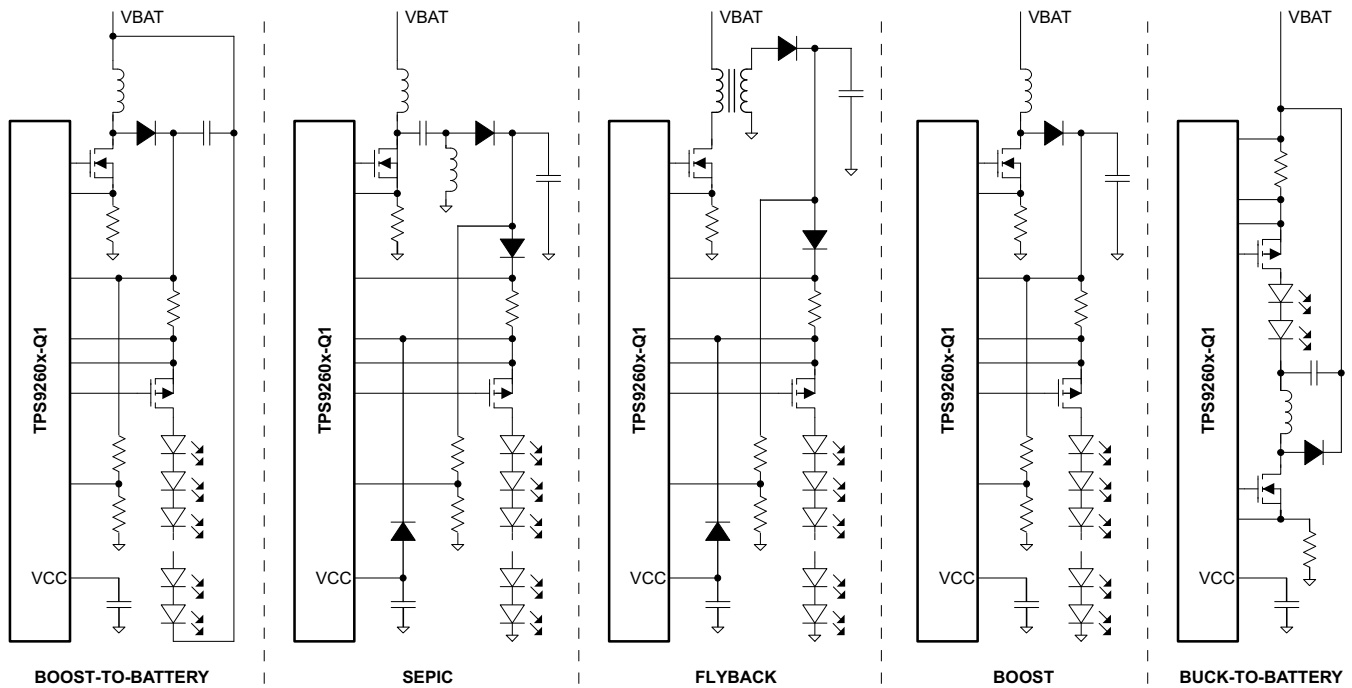 VBAT
VBAT
VBAT
VBAT
VBAT
TPS9260x-Q1
TPS9260x-Q1
TPS9260x-Q1
TPS9260x-Q1
TPS9260x-Q1
VCC
VCC
VCC
VCC
VCC
BOOST-TO-BATTERY
SEPIC
FLYBACK
BOOST
BUCK-TO-BATTERY